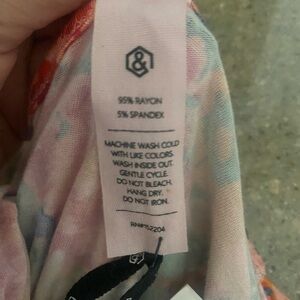 &
95% RAYON
5% SPANDEX
MACHINE WASH COLD
WITH LIKE COLORS.
WASH INSIDE OUT.
GENTLE CYCLE.
DO NOT BLEACH.
HANG DRY.
DO NOT IRON.